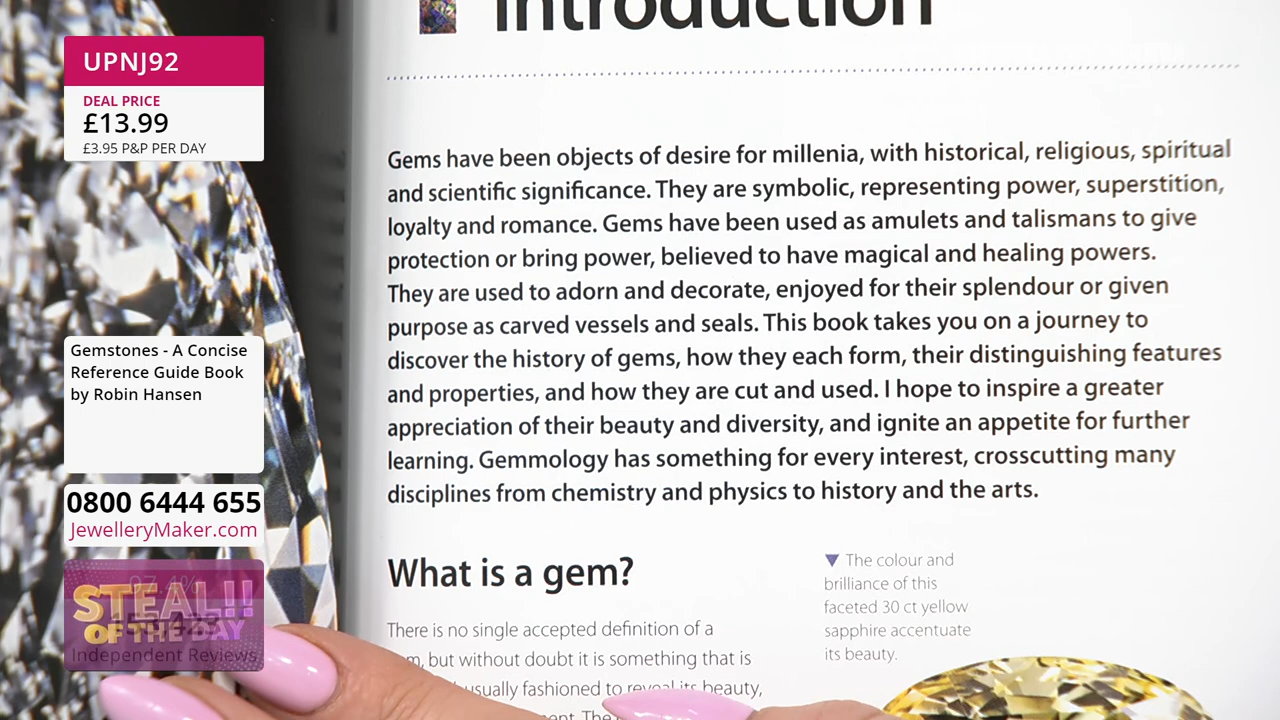 UPNJ92
DEAL PRICE
£13.99
£3.95 P&P PER DAY
Gemstones - A Concise
Reference Guide Book
by Robin Hansen
0800 6444 655
JewelleryMaker.com
STEAL!!
OF THE DAY
Independent Reviews
Introduction
Gems have been objects of desire for millenia, with historical, religious, spiritual
and scientific significance. They are symbolic, representing power, superstition,
loyalty and romance. Gems have been used as amulets and talismans to give
protection or bring power, believed to have magical and healing powers.
They are used to adorn and decorate, enjoyed for their splendour or given
purpose as carved vessels and seals. This book takes you on a journey to
discover the history of gems, how they each form, their distinguishing features
and properties, and how they are cut and used. I hope to inspire a greater
appreciation of their beauty and diversity, and ignite an appetite for further
learning. Gemmology has something for every interest, crosscutting many
disciplines from chemistry and physics to history and the arts.
What is a gem?
There is no single accepted definition of a
but without doubt it is something that is
usually fashioned to reveal its beauty,
The
▼ The colour and
brilliance of this
faceted 30 ct yellow
sapphire accentuate
its beauty.